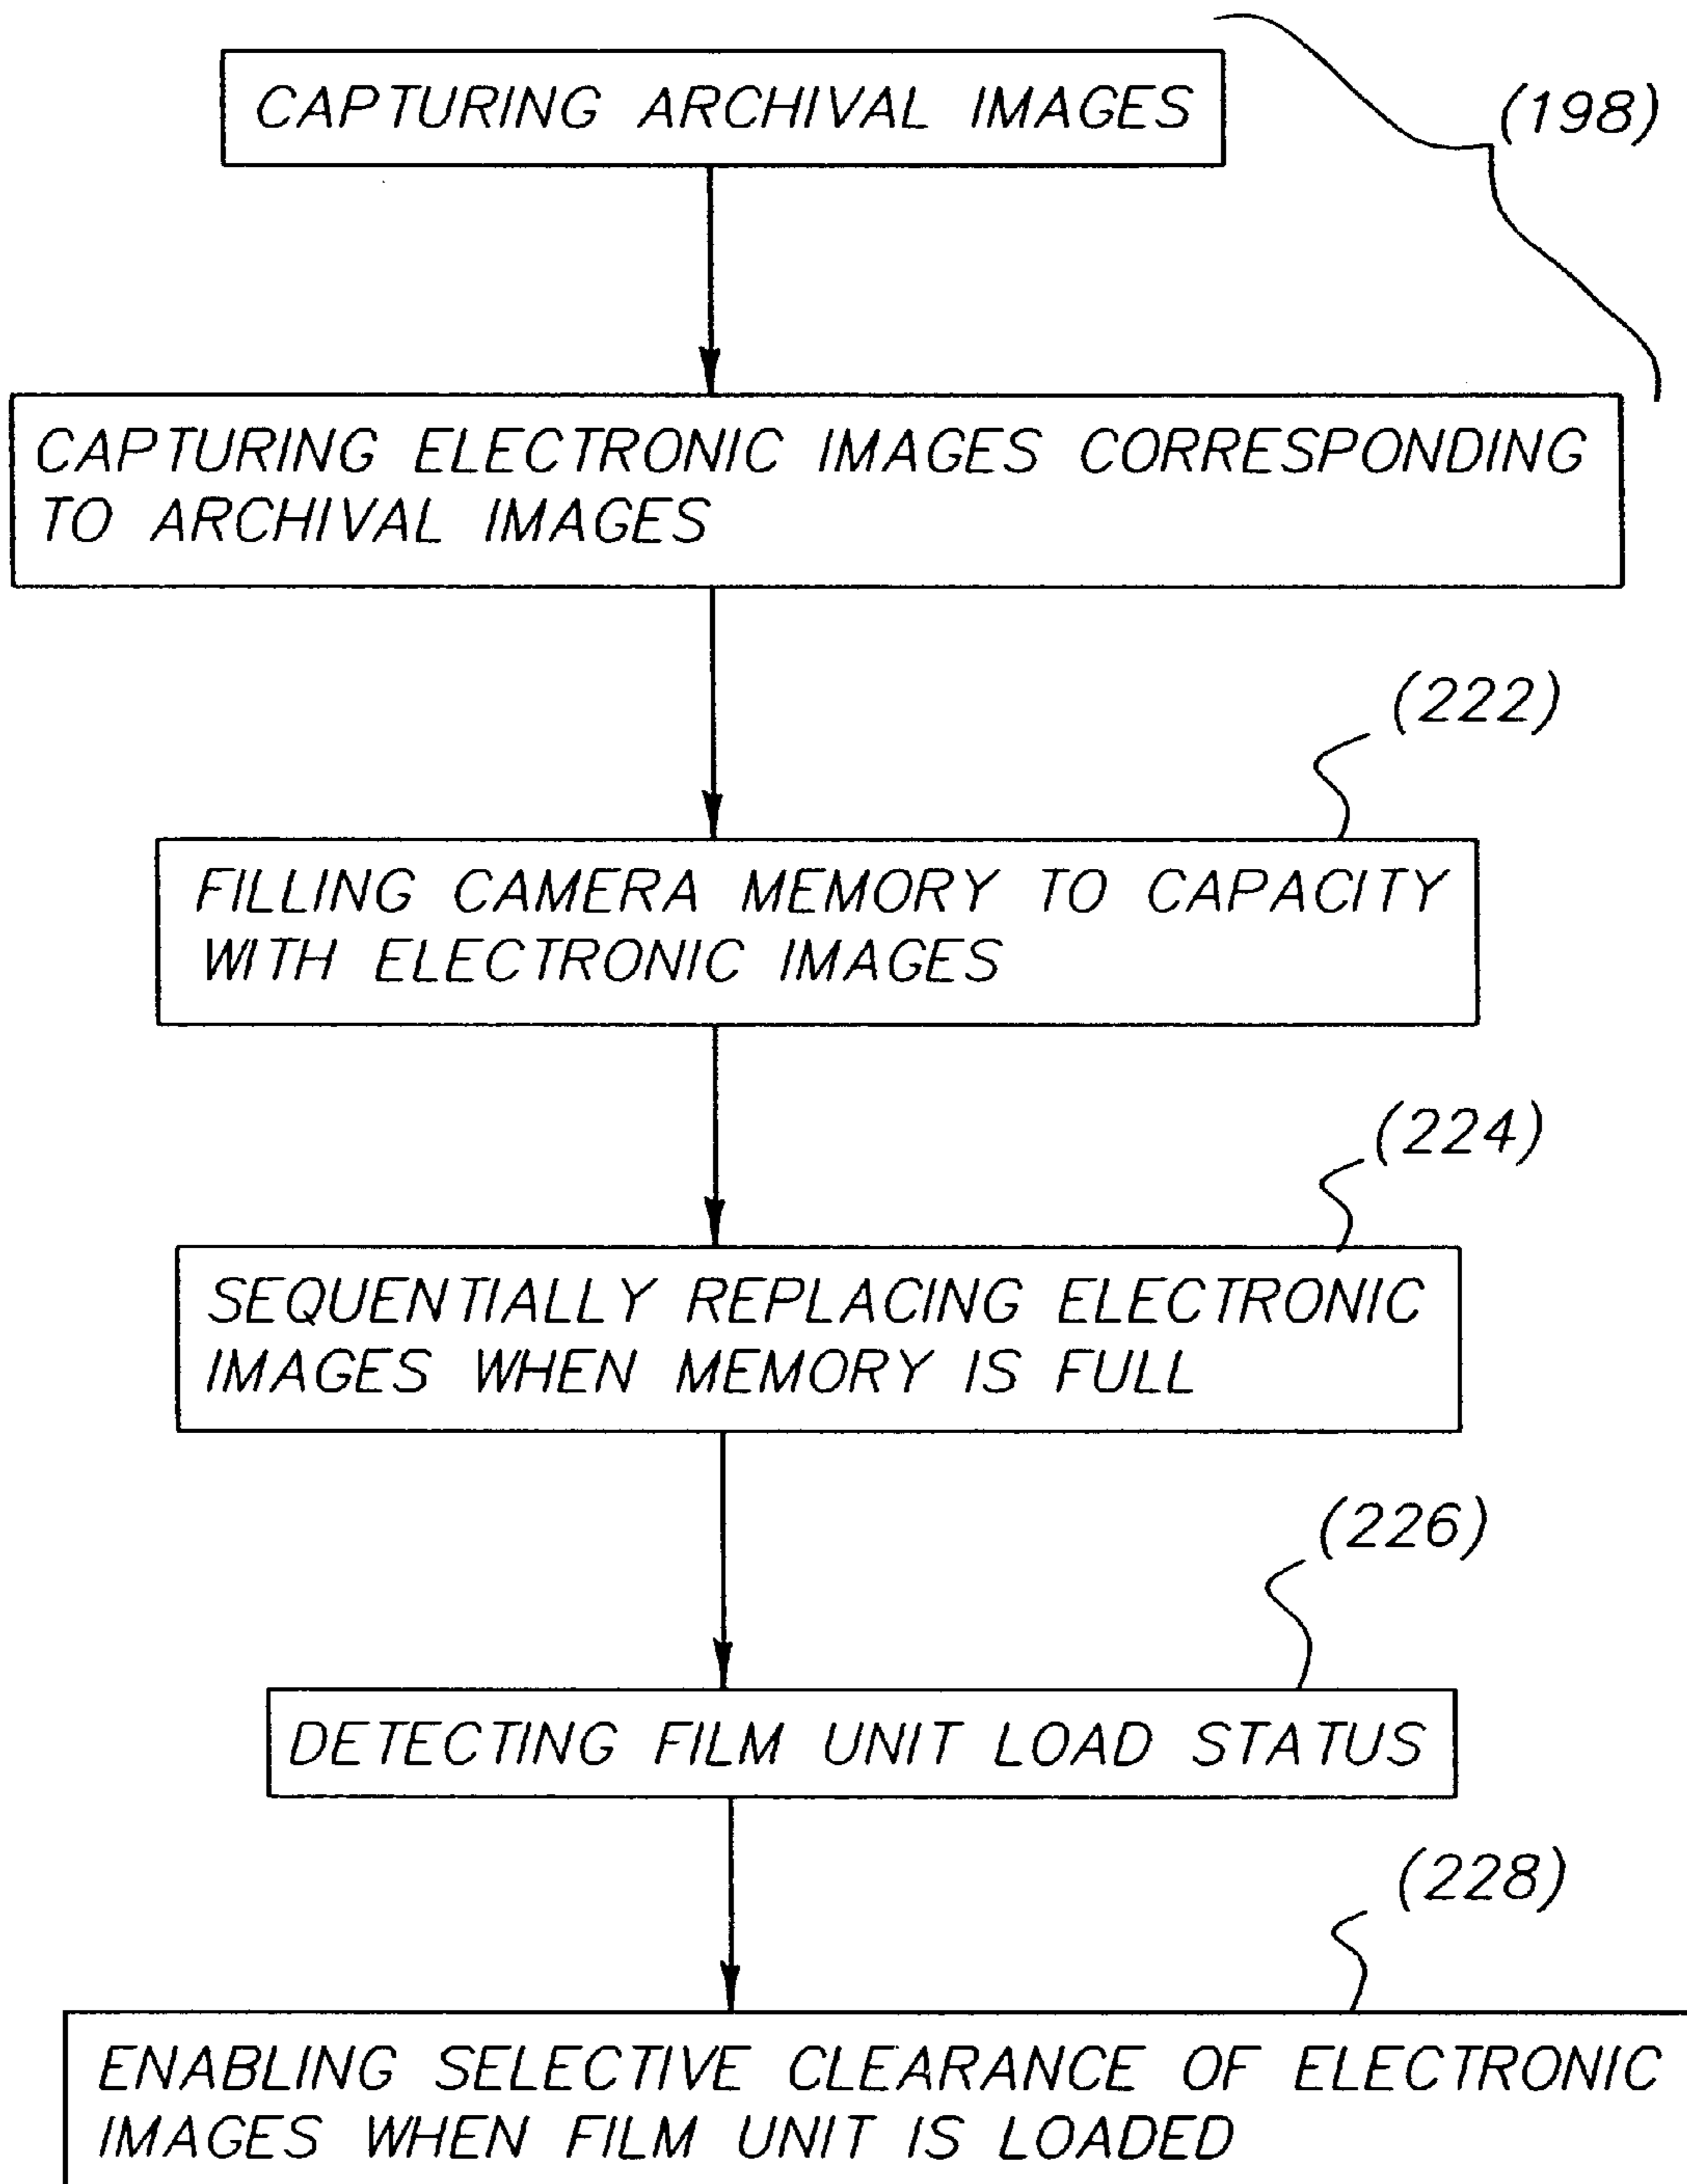 CAPTURING ARCHIVAL IMAGES
(198)
CAPTURING ELECTRONIC IMAGES CORRESPONDING
TO ARCHIVAL IMAGES
(222)
FILLING CAMERA MEMORY TO CAPACITY
WITH ELECTRONIC IMAGES
(224)
SEQUENTIALLY REPLACING ELECTRONIC
IMAGES WHEN MEMORY IS FULL
(226)
DETECTING FILM UNIT LOAD STATUS
(228)
ENABLING SELECTIVE CLEARANCE OF ELECTRONIC
IMAGES WHEN FILM UNIT IS LOADED